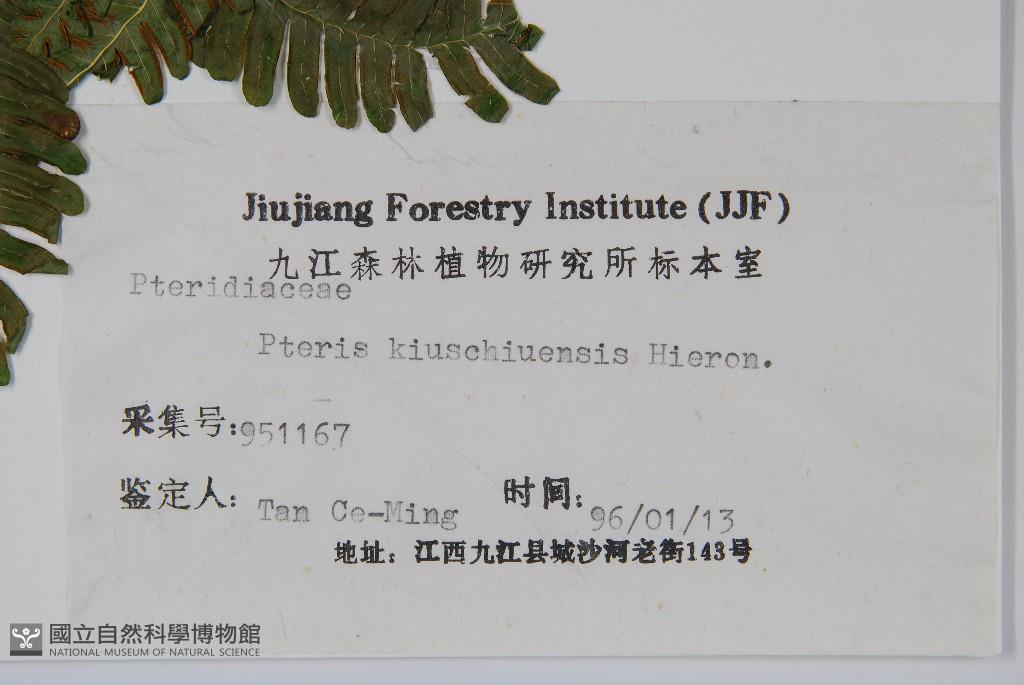 Jiujiang Forestry Institute (JJF)
九江森林植物研究所标本室
Pteridiaceae
Pteris kiuschiuensis Hieron.
采集号:951167
鉴定人: Tan Ce-Ming 时间: 96/01/13
地址: 江西九江县城沙河老街143号
國立自然科學博物館
NATIONAL MUSEUM OF NATURAL SCIENCE